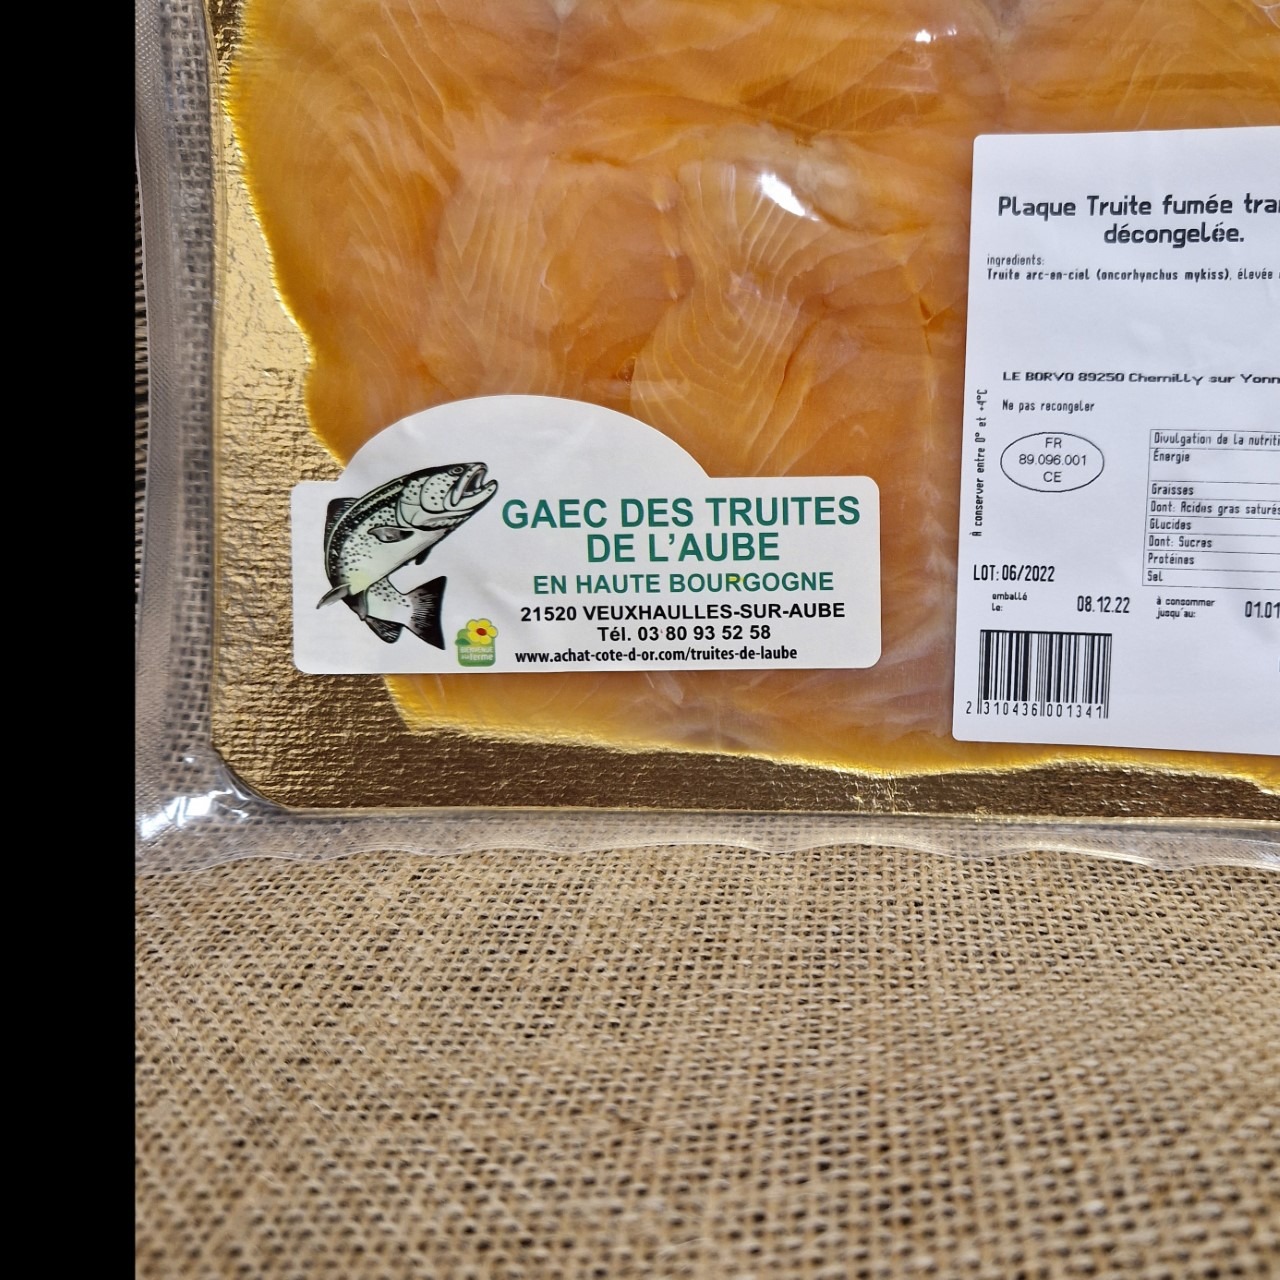 Plaque Truite fumée
décongelée.
ingredients:
Truite arc-en-ciel (oncorhynchus mykiss), élevée
LE BORVO 89250 Chemilly sur
Ne pas recongeler
À conserver entre 0° et +4°C
FR
89.096.001
CE
Divulgation de la
Énergie
Graisses
Dont: Acides gras saturés
Glucides
Dont: Sucres
Protéines
Sel
LOT: 06/2022
emballé
le:
08.12.22
à consommer
jusqu'au:
01.01
2 310436 001341
GAEC DES TRUITES
DE L'AUBE
EN HAUTE BOURGOGNE
21520 VEUXHAULLES-SUR-AUBE
Tél. 03 80 93 52 58
www.achat-cote-d-or.com/truites-de-laube
BIENVENUE
à la ferme